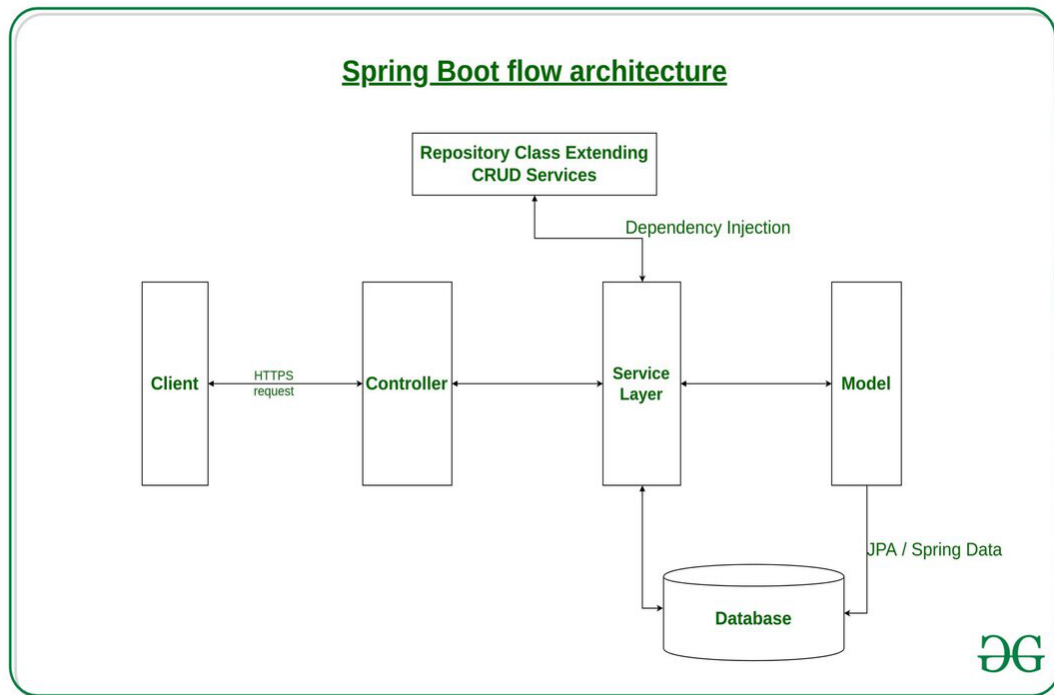 Spring Boot flow architecture
Repository Class Extending
CRUD Services
Dependency Injection
Client
HTTPS
request
Controller
Service
Layer
Model
JPA / Spring Data
Database